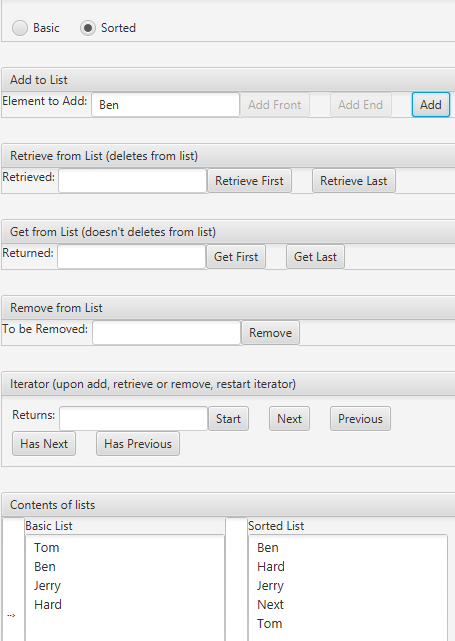 Basic Sorted
Add to List
Element to Add: Ben Add Front Add End Add
Retrieve from List (deletes from list)
Retrieved: Retrieve First Retrieve Last
Get from List (doesn't deletes from list)
Returned: Get First Get Last
Remove from List
To be Removed: Remove
Iterator (upon add, retrieve or remove, restart iterator)
Returns: Start Next Previous
Has Next Has Previous
Contents of lists
Basic List Sorted List
Tom Ben
Ben Hard
Jerry Jerry
Hard Next
Tom